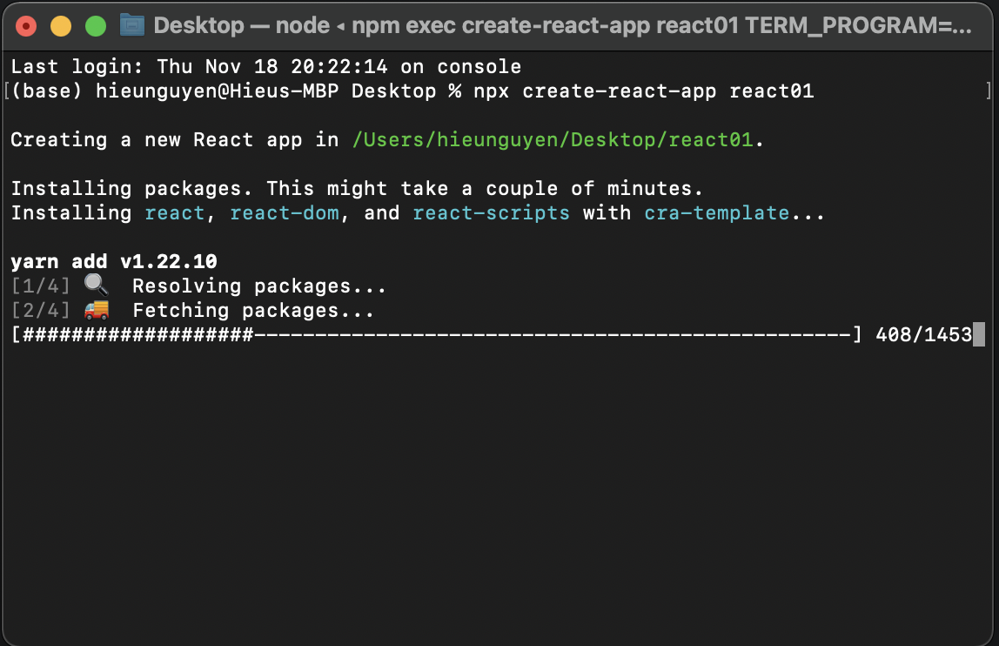 Desktop — node ◂ npm exec create-react-app react01 TERM_PROGRAM=...
Last login: Thu Nov 18 20:22:14 on console
[(base) hieunguyen@Hieus-MBP Desktop % npx create-react-app react01 ]
Creating a new React app in /Users/hieunguyen/Desktop/react01.
Installing packages. This might take a couple of minutes.
Installing react, react-dom, and react-scripts with cra-template...
yarn add v1.22.10
[1/4] 🔍 Resolving packages...
[2/4] 🚚 Fetching packages...
[###################-------------------------------------------------] 408/1453